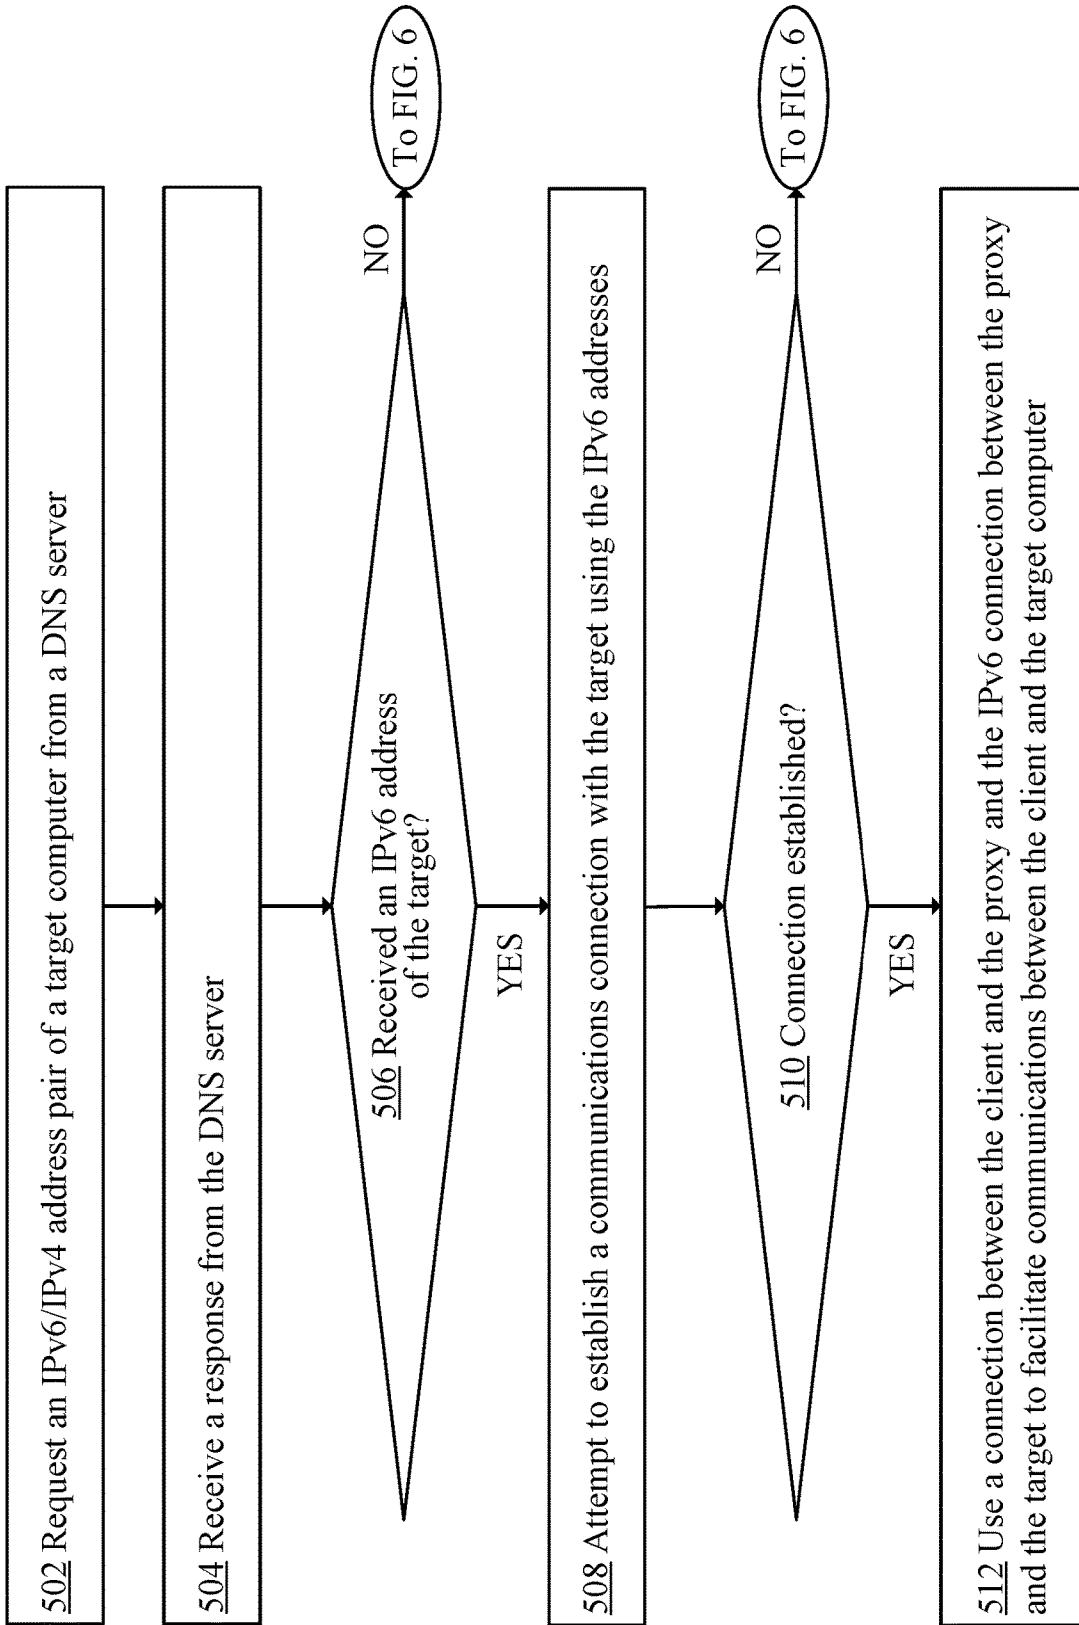 502 Request an IPv6/IPv4 address pair of a target computer from a DNS server
504 Receive a response from the DNS server
506 Received an IPv6 address
of the target?
NO
To FIG. 6
YES
508 Attempt to establish a communications connection with the target using the IPv6 addresses
510 Connection established?
NO
To FIG. 6
YES
512 Use a connection between the client and the proxy and the IPv6 connection between the proxy
and the target to facilitate communications between the client and the target computer